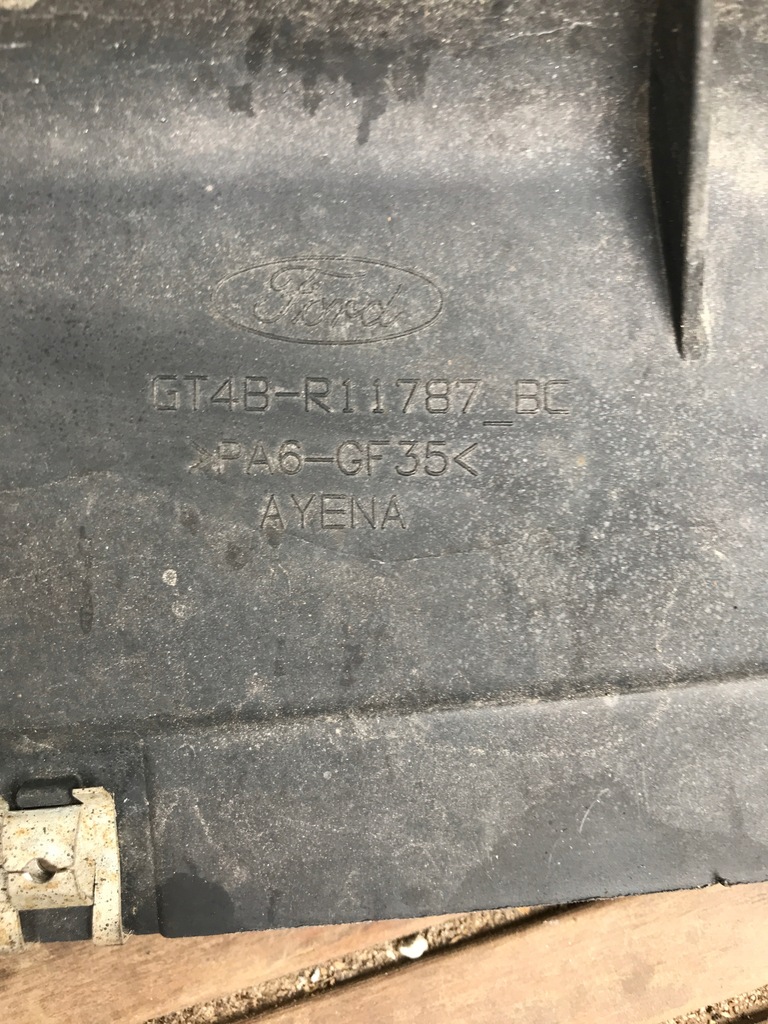 Ford
GT4B-R11787_BC
>PA6-GF35<
AYENA